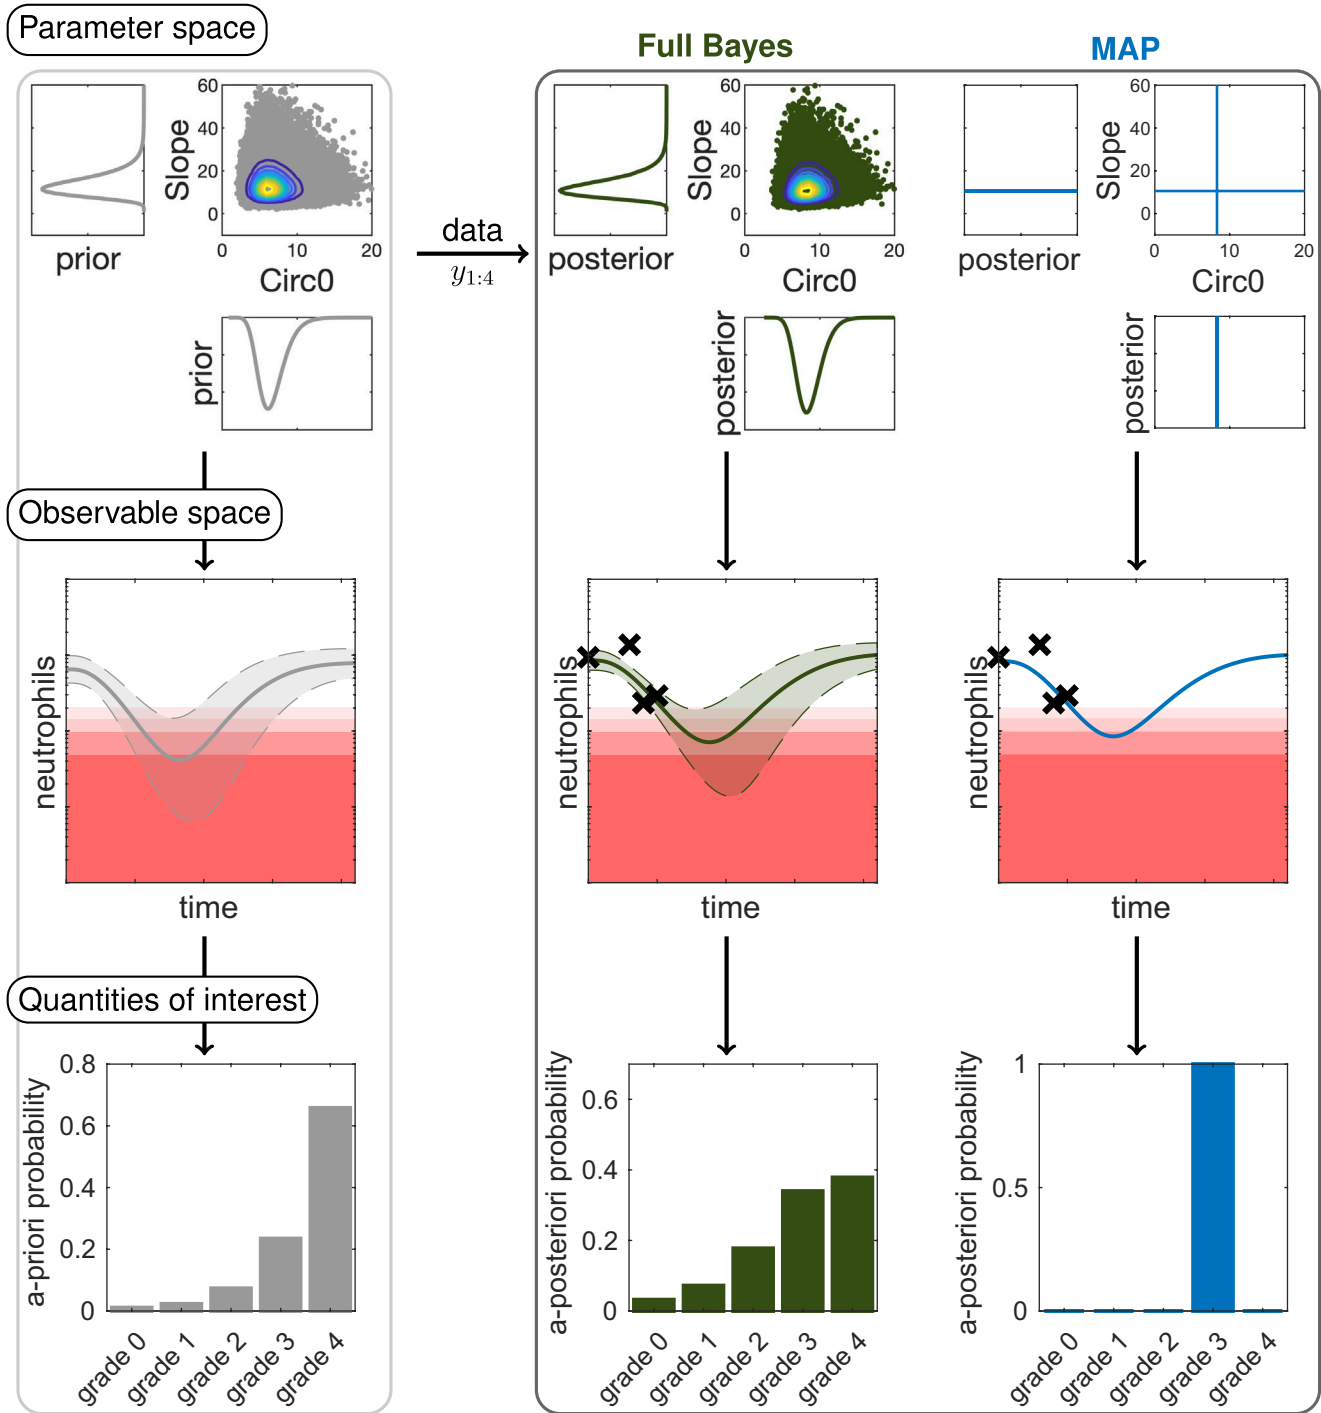 Parameter space
Full Bayes
MAP
60
40
20
0
Slope
0
10
20
Circ0
prior
prior
data
y1:4
60
40
20
0
Slope
0
10
20
Circ0
posterior
posterior
60
40
20
0
Slope
0
10
20
Circ0
posterior
posterior
Observable space
neutrophils
time
neutrophils
time
neutrophils
time
Quantities of interest
a-priori probability
0.8
0.6
0.4
0.2
0
grade 0
grade 1
grade 2
grade 3
grade 4
a-posteriori probability
0.6
0.4
0.2
0
grade 0
grade 1
grade 2
grade 3
grade 4
a-posteriori probability
1
0.5
0
grade 0
grade 1
grade 2
grade 3
grade 4